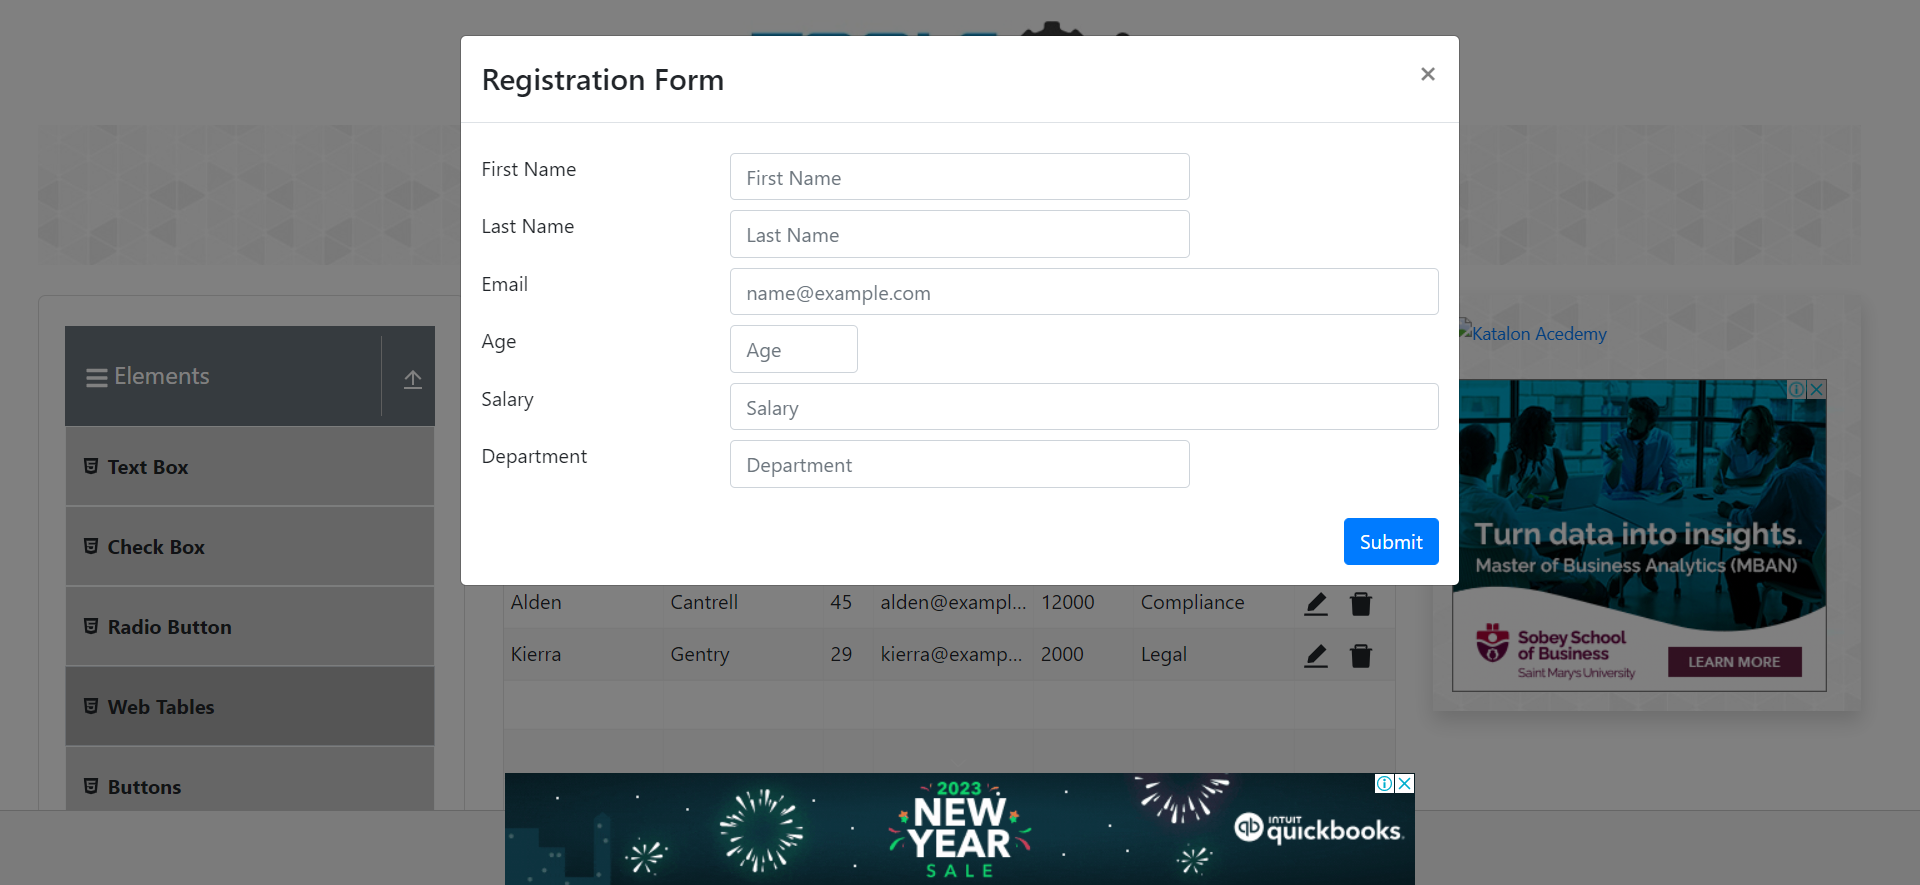 Registration Form
×
First Name
First Name
Last Name
Last Name
Email
name@example.com
Age
Age
Salary
Salary
Department
Department
Submit
Elements
Text Box
Check Box
Radio Button
Web Tables
Buttons
Alden Cantrell 45 alden@exampl... 12000 Compliance
Kierra Gentry 29 kierra@examp... 2000 Legal
Katalon Acedemy
Turn data into insights.
Master of Business Analytics (MBAN)
Sobey School
of Business
Saint Mary's University
LEARN MORE
2023
NEW
YEAR
SALE
qb INTUIT
quickbooks.